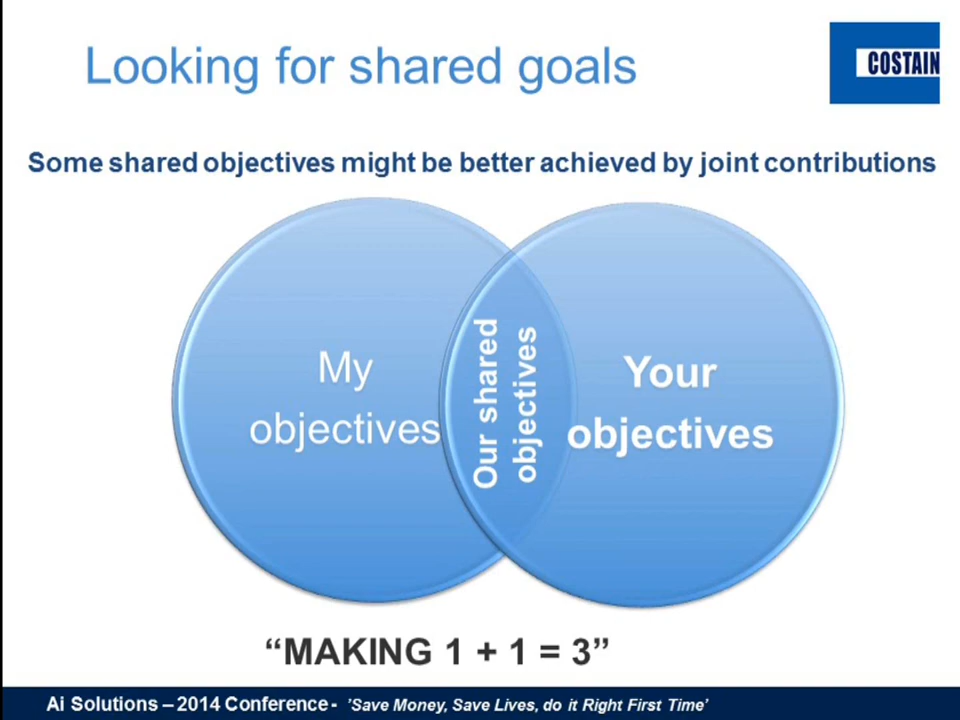 Looking for shared goals
COSTAIN
Some shared objectives might be better achieved by joint contributions
My
objectives
Our shared
objectives
Your
objectives
“MAKING 1 + 1 = 3”
Ai Solutions – 2014 Conference - ’Save Money, Save Lives, do it Right First Time’